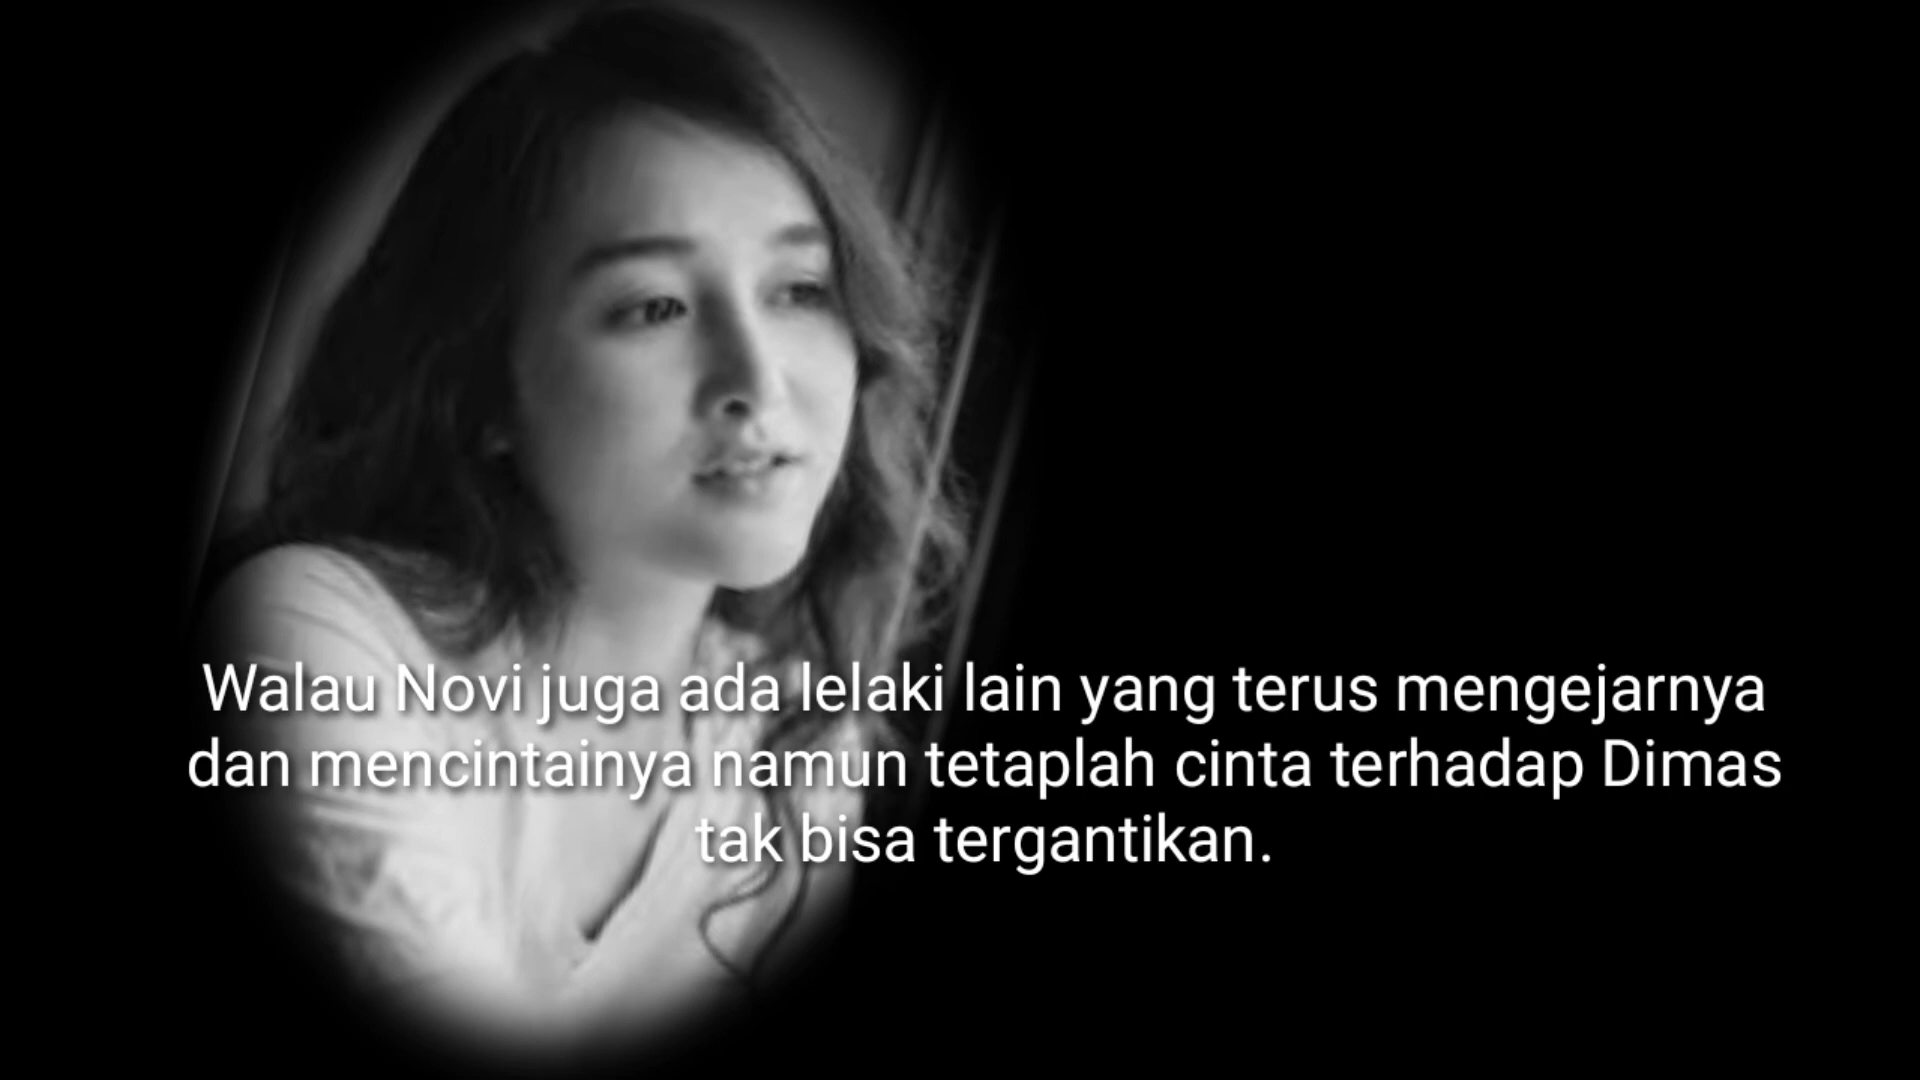 Walau Novi juga ada lelaki lain yang terus mengejarnya
dan mencintainya namun tetaplah cinta terhadap Dimas
tak bisa tergantikan.